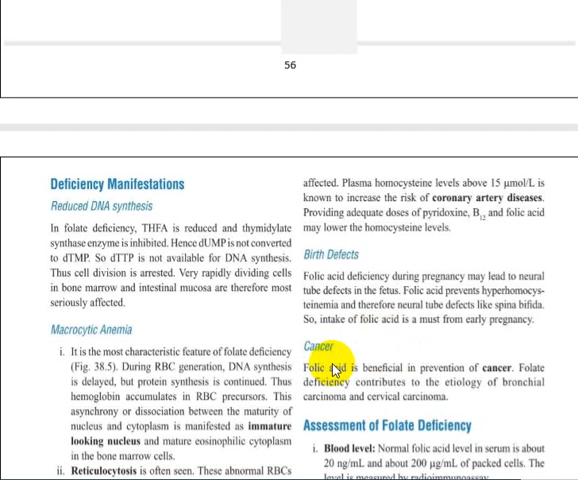 56
Deficiency Manifestations
Reduced DNA synthesis
In folate deficiency, THFA is reduced and thymidylate
synthase enzyme is inhibited. Hence dUMP is not converted
to dTMP. So dTTP is not available for DNA synthesis.
Thus cell division is arrested. Very rapidly dividing cells
in bone marrow and intestinal mucosa are therefore most
seriously affected.
Macrocytic Anemia
i. It is the most characteristic feature of folate deficiency
(Fig. 38.5). During RBC generation, DNA synthesis
is delayed, but protein synthesis is continued. Thus
hemoglobin accumulates in RBC precursors. This
asynchrony or dissociation between the maturity of
nucleus and cytoplasm is manifested as immature
looking nucleus and mature eosinophilic cytoplasm
in the bone marrow cells.
ii. Reticulocytosis is often seen. These abnormal RBCs
affected. Plasma homocysteine levels above 15 µmol/L is
known to increase the risk of coronary artery diseases.
Providing adequate doses of pyridoxine, B₁₂ and folic acid
may lower the homocysteine levels.
Birth Defects
Folic acid deficiency during pregnancy may lead to neural
tube defects in the fetus. Folic acid prevents hyperhomocys-
teinemia and therefore neural tube defects like spina bifida.
So, intake of folic acid is a must from early pregnancy.
Cancer
Folic acid is beneficial in prevention of cancer. Folate
deficiency contributes to the etiology of bronchial
carcinoma and cervical carcinoma.
Assessment of Folate Deficiency
i. Blood level: Normal folic acid level in serum is about
20 ng/mL and about 200 µg/mL of packed cells. The
level is measured by radioimmunoassay